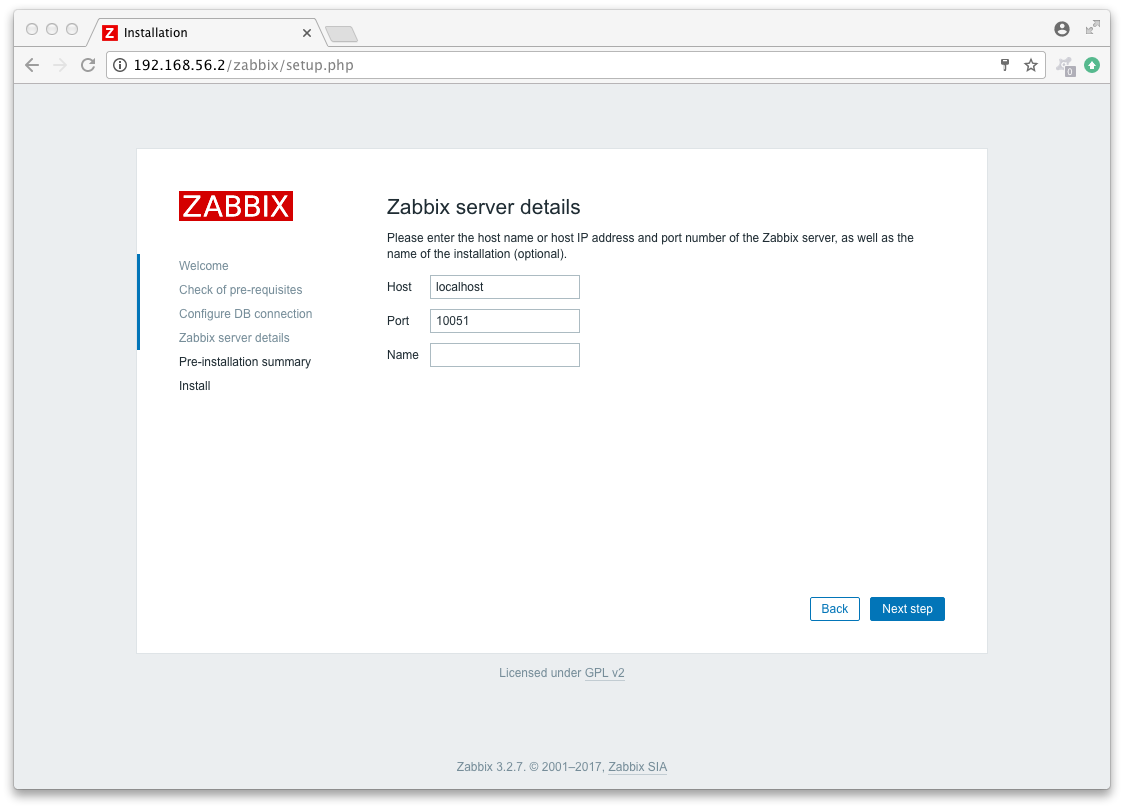 Installation
192.168.56.2/zabbix/setup.php
0
ZABBIX
Welcome
Check of pre-requisites
Configure DB connection
Zabbix server details
Pre-installation summary
Install
Zabbix server details
Please enter the host name or host IP address and port number of the Zabbix server, as well as the
name of the installation (optional).
Host localhost
Port 10051
Name
Back Next step
Licensed under GPL v2
Zabbix 3.2.7. © 2001–2017, Zabbix SIA